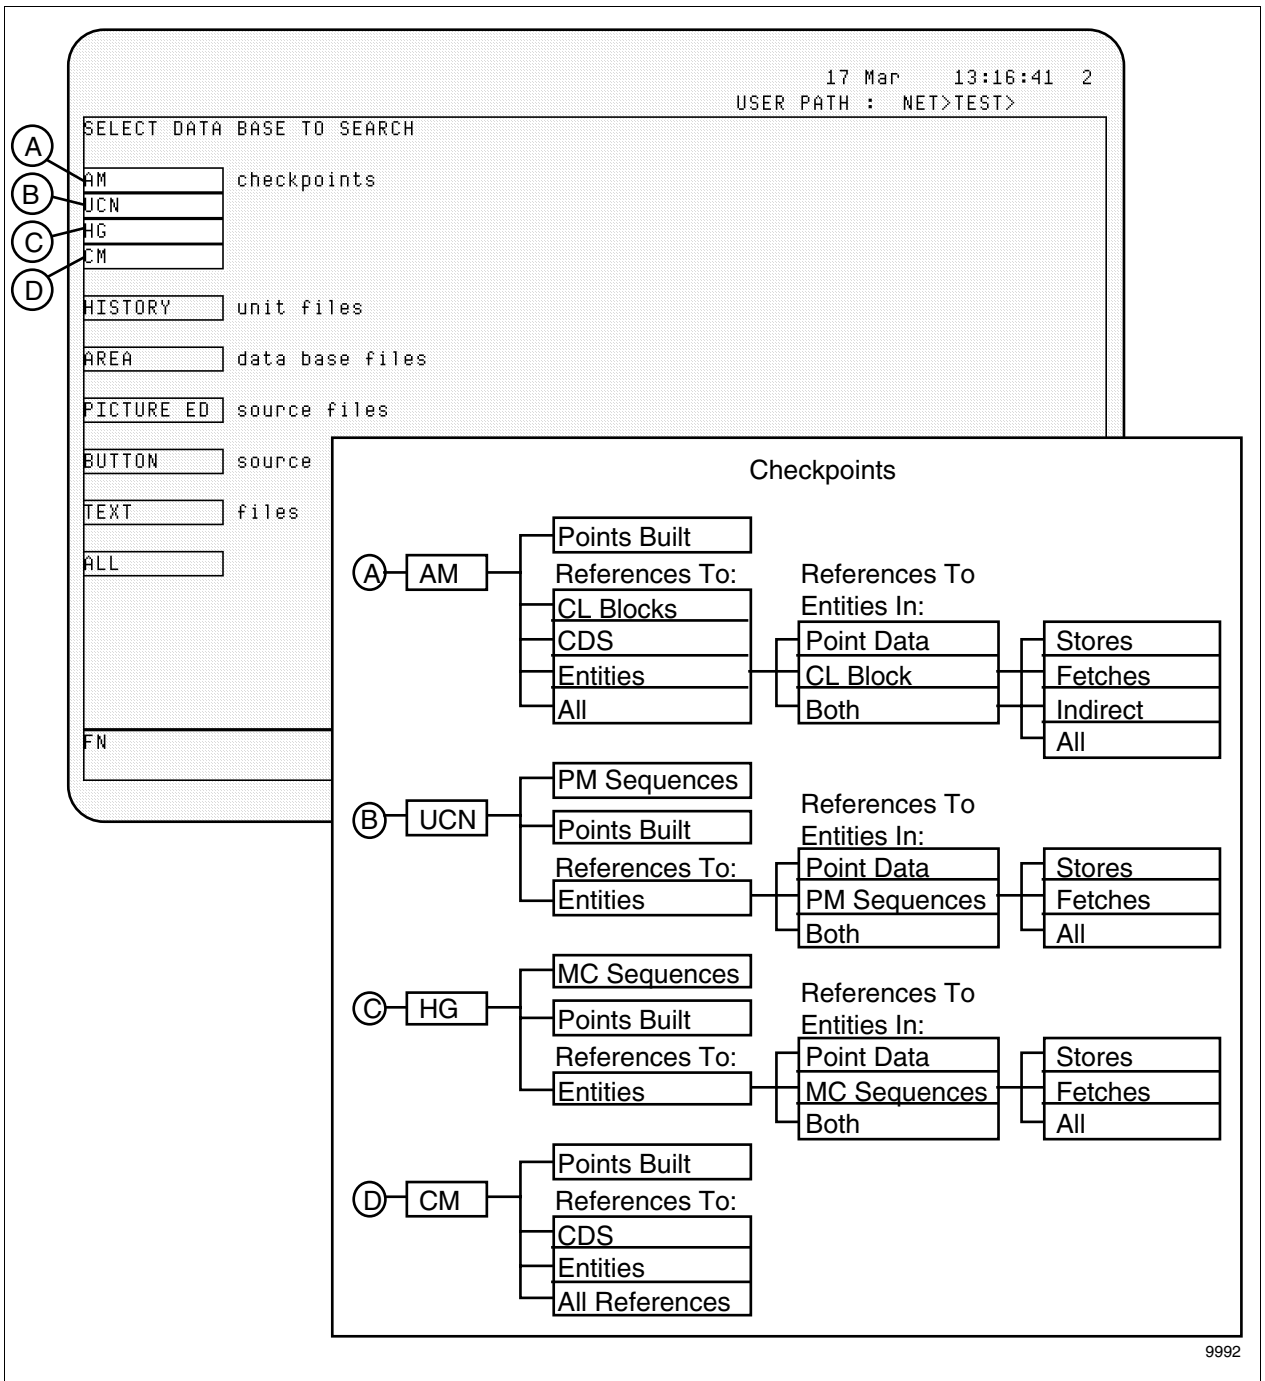 17 Mar 13:16:41 2
USER PATH : NET>TEST>
SELECT DATA BASE TO SEARCH
A
AM checkpoints
B
UCN
C
HG
D
CM
HISTORY unit files
AREA data base files
PICTURE ED source files
BUTTON source
TEXT files
ALL
FN
Checkpoints
A AM
Points Built
References To:
CL Blocks
CDS
Entities
All
References To
Entities In:
Point Data
CL Block
Both
Stores
Fetches
Indirect
All
B UCN
PM Sequences
Points Built
References To:
Entities
References To
Entities In:
Point Data
PM Sequences
Both
Stores
Fetches
All
C HG
MC Sequences
Points Built
References To:
Entities
References To
Entities In:
Point Data
MC Sequences
Both
Stores
Fetches
All
D CM
Points Built
References To:
CDS
Entities
All References
9992